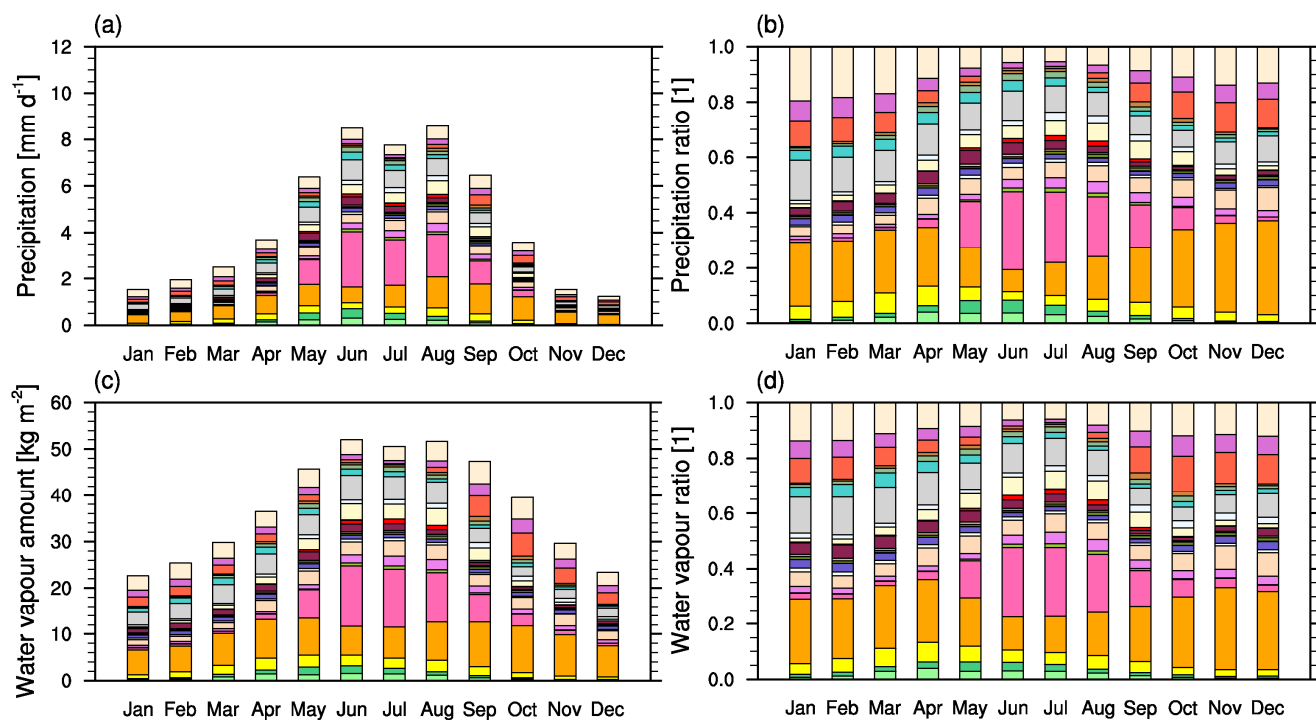 (a)
Precipitation [mm d-1]
12
10
8
6
4
2
0
Jan Feb Mar Apr May Jun Jul Aug Sep Oct Nov Dec
(b)
Precipitation ratio [1]
1.0
0.8
0.6
0.4
0.2
0.0
Jan Feb Mar Apr May Jun Jul Aug Sep Oct Nov Dec
(c)
Water vapour amount [kg m-2]
60
50
40
30
20
10
0
Jan Feb Mar Apr May Jun Jul Aug Sep Oct Nov Dec
(d)
Water vapour ratio [1]
1.0
0.8
0.6
0.4
0.2
0.0
Jan Feb Mar Apr May Jun Jul Aug Sep Oct Nov Dec